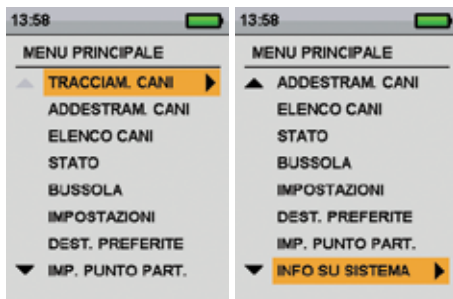 13:58
MENU PRINCIPALE
TRACCIAM. CANI
ADDESTRAM. CANI
ELENCO CANI
STATO
BUSSOLA
IMPOSTAZIONI
DEST. PREFERITE
IMP. PUNTO PART.
13:58
MENU PRINCIPALE
ADDESTRAM. CANI
ELENCO CANI
STATO
BUSSOLA
IMPOSTAZIONI
DEST. PREFERITE
IMP. PUNTO PART.
INFO SU SISTEMA